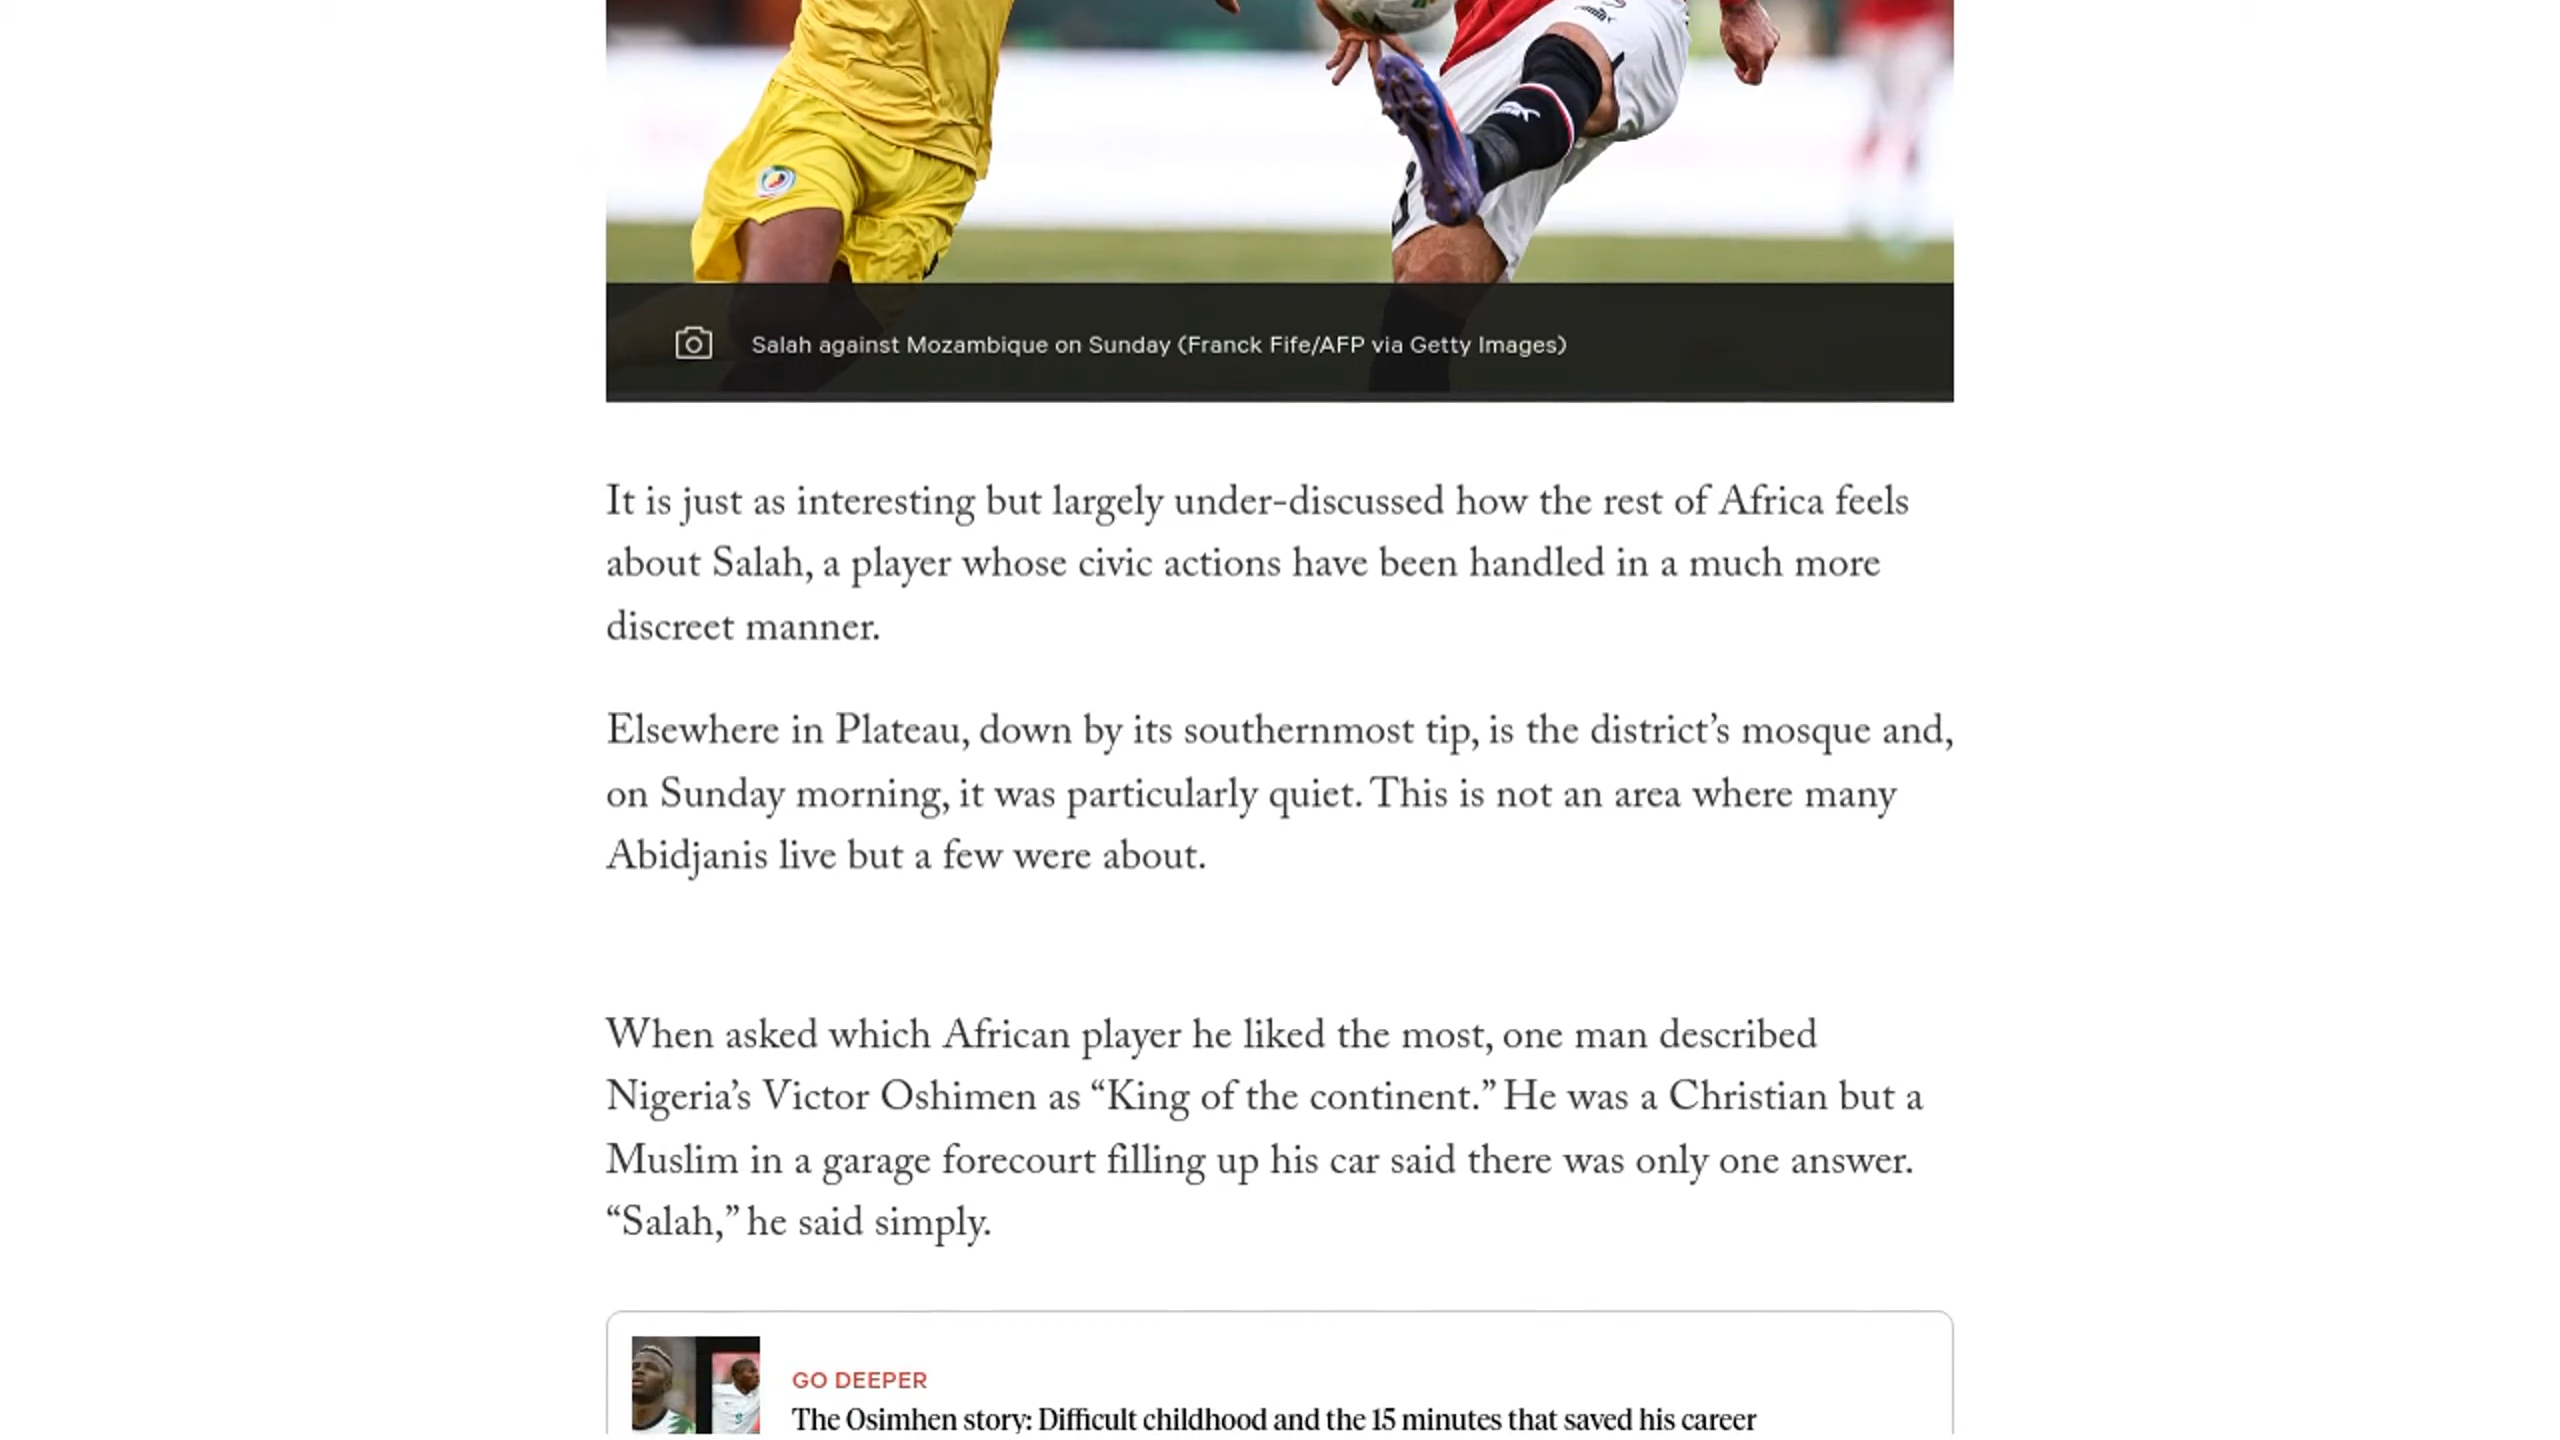 Salah against Mozambique on Sunday (Franck Fife/AFP via Getty Images)
It is just as interesting but largely under-discussed how the rest of Africa feels
about Salah, a player whose civic actions have been handled in a much more
discreet manner.
Elsewhere in Plateau, down by its southernmost tip, is the district’s mosque and,
on Sunday morning, it was particularly quiet. This is not an area where many
Abidjanis live but a few were about.
When asked which African player he liked the most, one man described
Nigeria’s Victor Oshimen as “King of the continent.” He was a Christian but a
Muslim in a garage forecourt filling up his car said there was only one answer.
“Salah,” he said simply.
GO DEEPER
The Osimhen story: Difficult childhood and the 15 minutes that saved his career